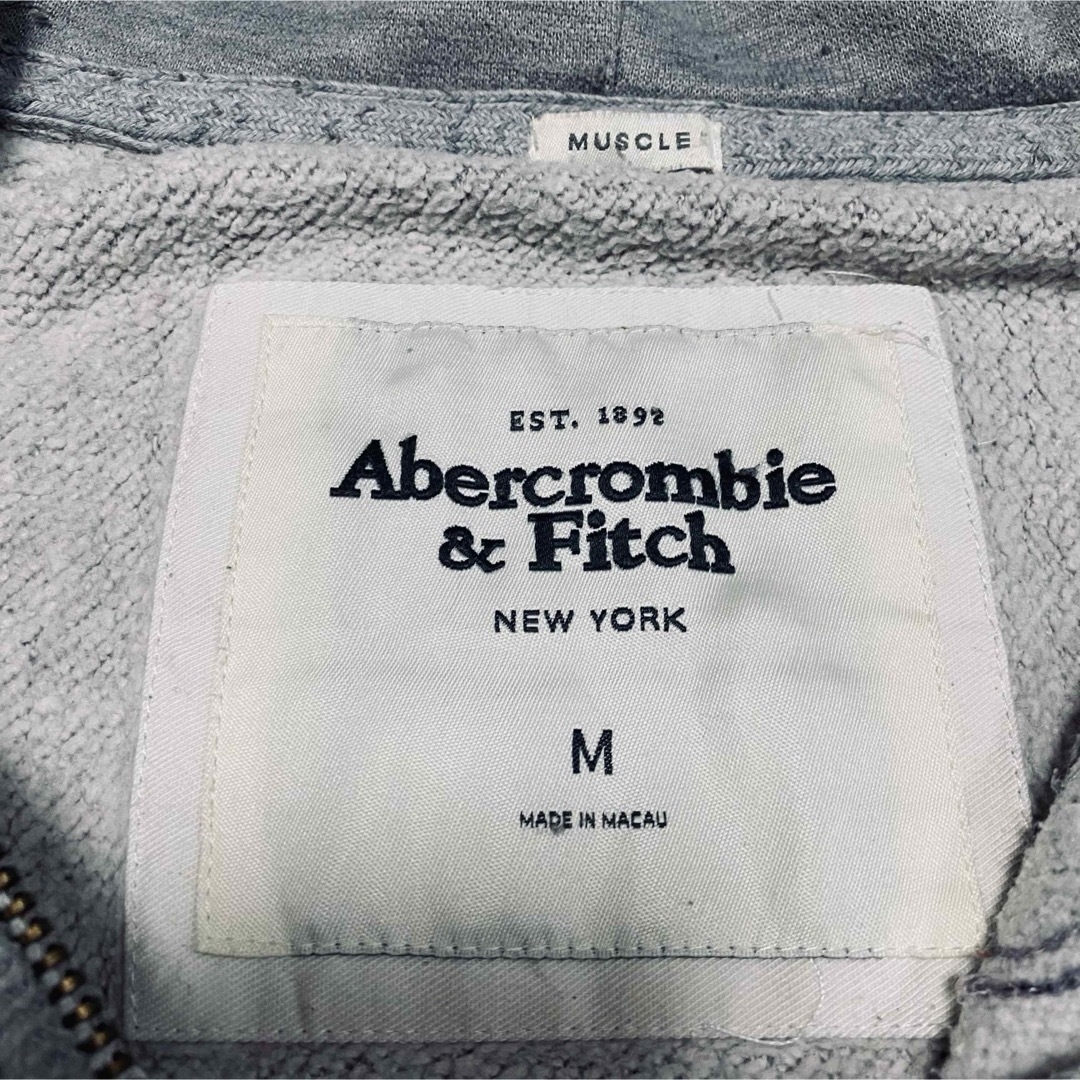 MUSCLE
EST. 1892
Abercrombie
& Fitch
NEW YORK
M
MADE IN MACAU